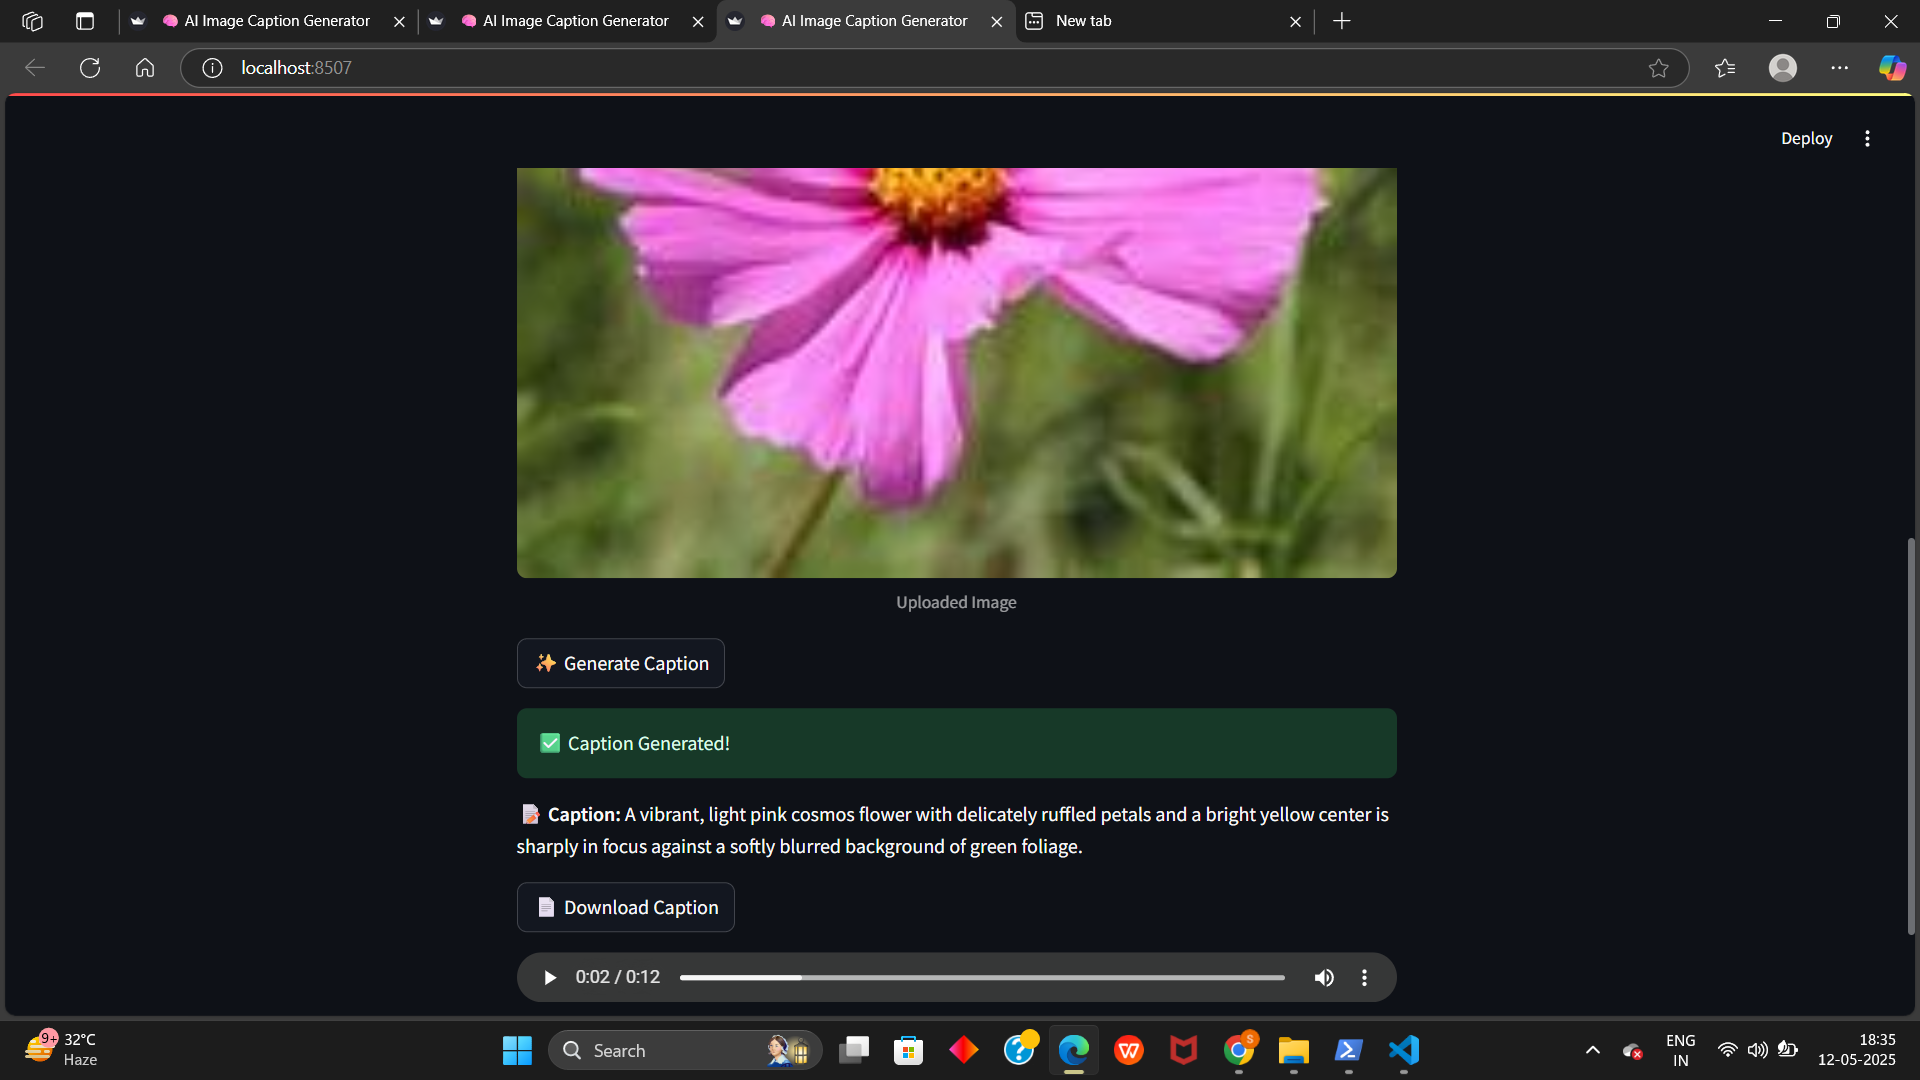 AI Image Caption Generator
AI Image Caption Generator
AI Image Caption Generator
New tab
localhost:8507
Deploy
Uploaded Image
✨ Generate Caption
✅ Caption Generated!
📝 Caption: A vibrant, light pink cosmos flower with delicately ruffled petals and a bright yellow center is
sharply in focus against a softly blurred background of green foliage.
📄 Download Caption
0:02 / 0:12
9+
32°C
Haze
Search
S
ENG
IN
18:35
12-05-2025